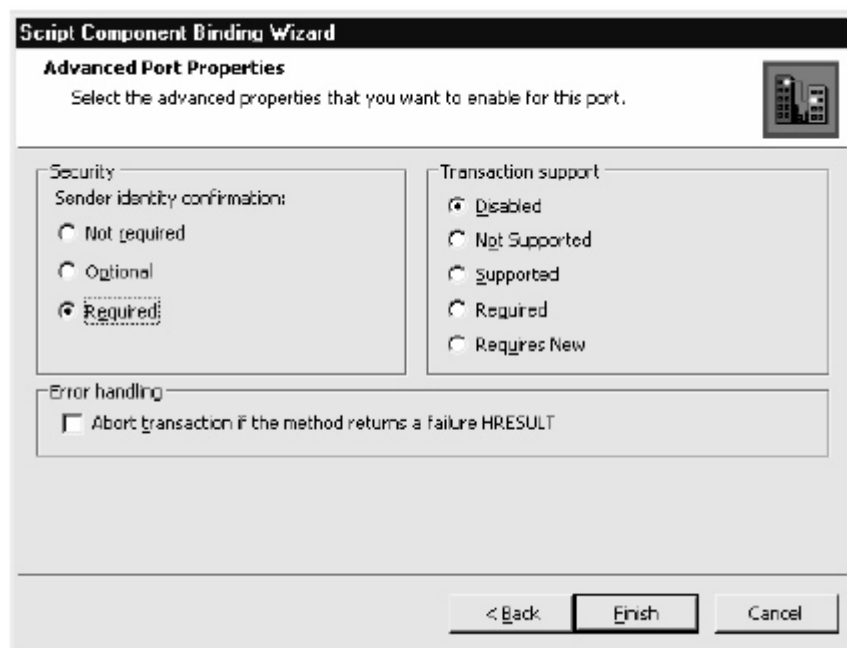 Script Component Binding Wizard
Advanced Port Properties
Select the advanced properties that you want to enable for this port.
Security
Sender identity confirmation:
Not required
Optional
Required
Transaction support
Disabled
Not Supported
Supported
Required
Requires New
Error handling
Abort transaction if the method returns a failure HRESULT
< Back
Finish
Cancel